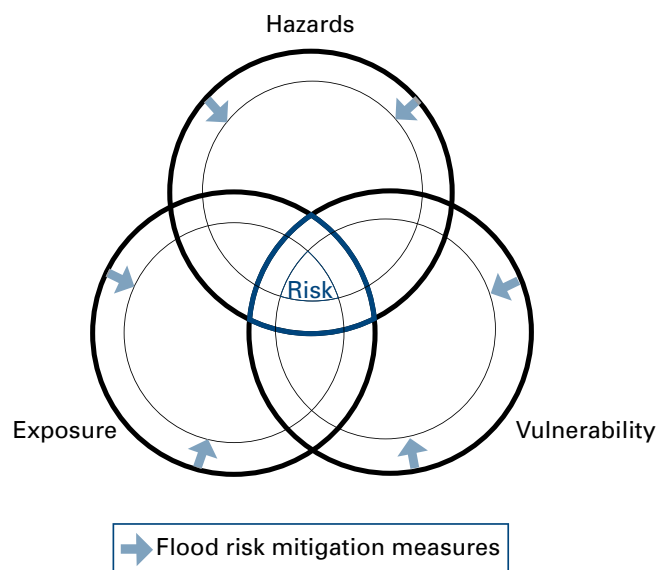 Hazards
Risk
Exposure
Vulnerability
Flood risk mitigation measures